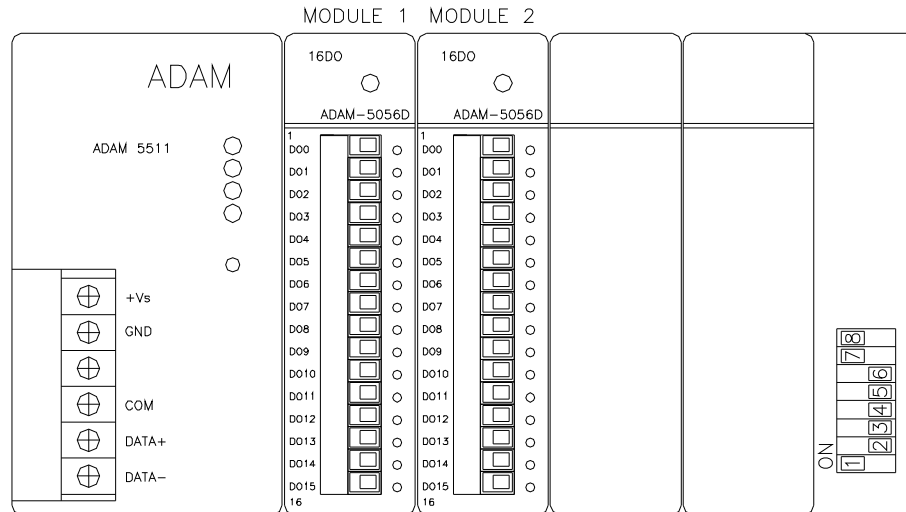 MODULE 1
MODULE 2
ADAM
ADAM 5511
+Vs
GND
COM
DATA+
DATA-
16DO
ADAM-5056D
1
DO0
DO1
DO2
DO3
DO4
DO5
DO6
DO7
DO8
DO9
DO10
DO11
DO12
DO13
DO14
DO15
16
16DO
ADAM-5056D
1
DO0
DO1
DO2
DO3
DO4
DO5
DO6
DO7
DO8
DO9
DO10
DO11
DO12
DO13
DO14
DO15
16
ON
1
2
3
4
5
6
7
8